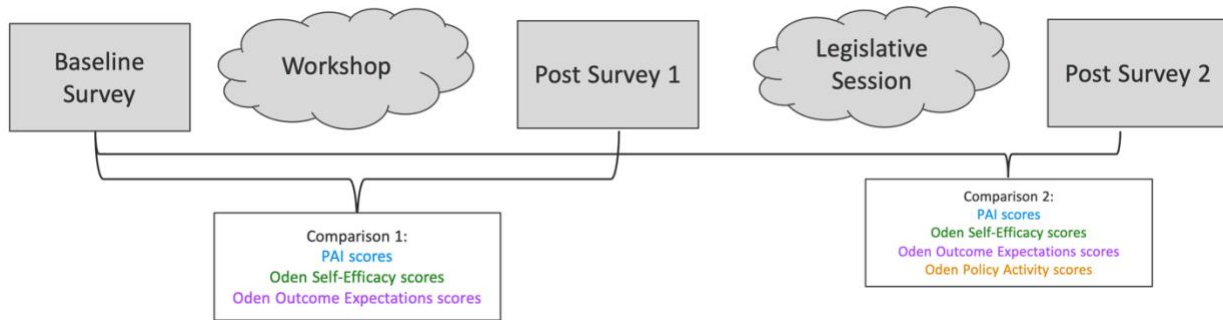 Baseline
Survey
Workshop
Post Survey 1
Legislative
Session
Post Survey 2
Comparison 1:
PAI scores
Oden Self-Efficacy scores
Oden Outcome Expectations scores
Comparison 2:
PAI scores
Oden Self-Efficacy scores
Oden Outcome Expectations scores
Oden Policy Activity scores